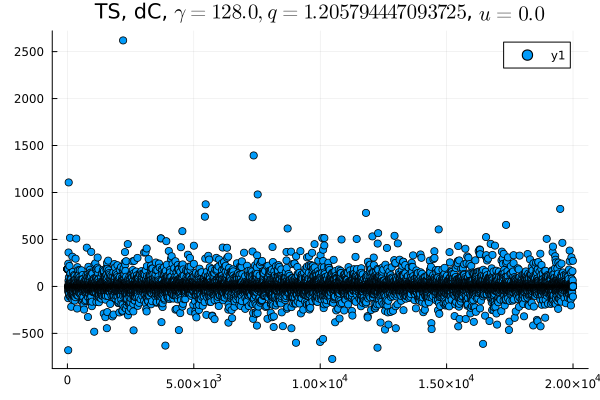 TS, dC, γ = 128.0, q = 1.205794447093725, u = 0.0
2500
y1
2000
1500
1000
500
0
−500
0 5.00×10³ 1.00×10⁴ 1.50×10⁴ 2.00×10⁴